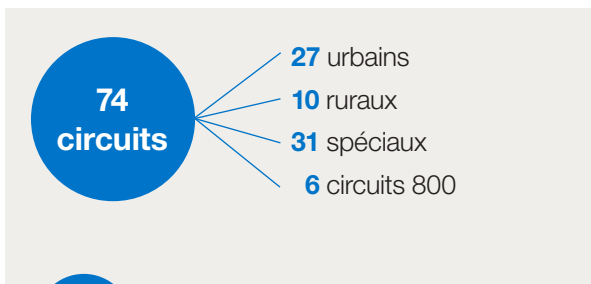 74
circuits
27 urbains
10 ruraux
31 spéciaux
6 circuits 800